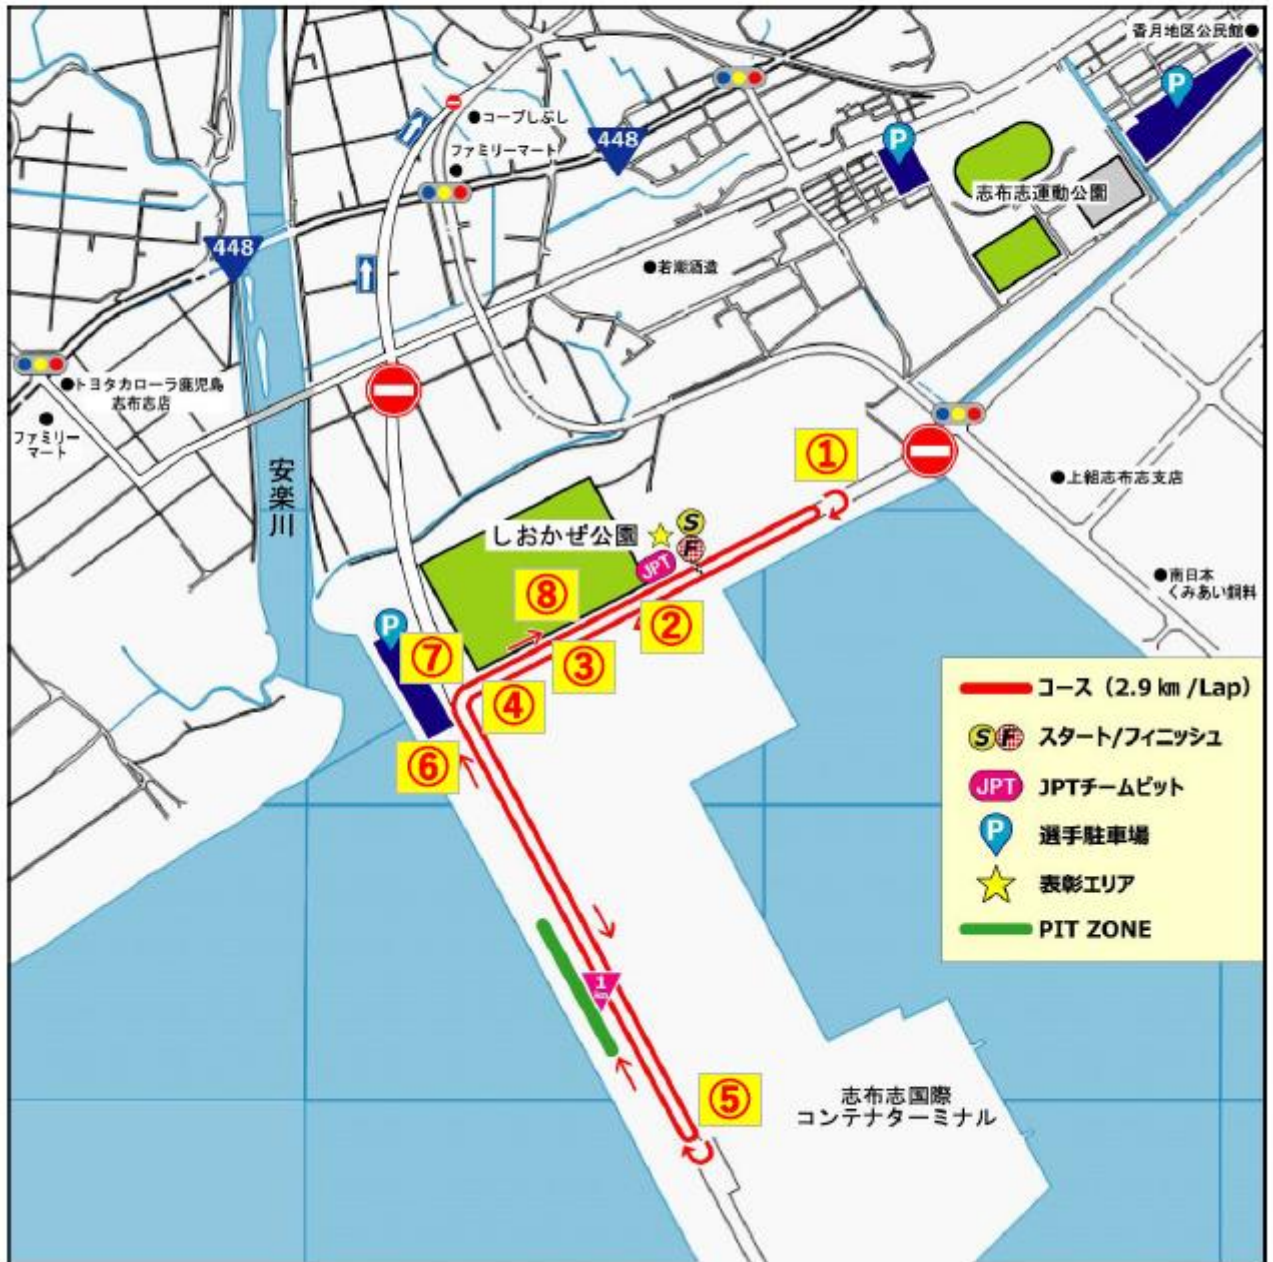 香月地区公民館
P
コープしぶし
ファミリーマート
448
P
志布志運動公園
448
若潮酒造
トヨタカローラ鹿児島
志布志店
ファミリー
マート
安楽川
①
上組志布志支店
しおかぜ公園
S
F
JPT
南日本
くみあい飼料
⑧
②
P
⑦
③
④
⑥
コース（2.9 km /Lap）
SF スタート/フィニッシュ
JPT JPTチームピット
P 選手駐車場
表彰エリア
PIT ZONE
1
km
⑤
志布志国際
コンテナターミナル